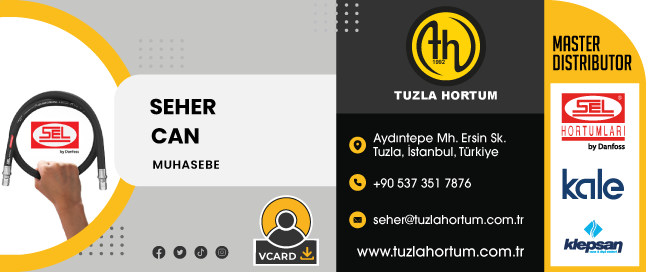 SEL
by Danfoss
SEHER
CAN
MUHASEBE
VCARD
th
1992
TUZLA HORTUM
Aydıntepe Mh. Ersin Sk.
Tuzla, İstanbul, Türkiye
+90 537 351 7876
seher@tuzlahortum.com.tr
www.tuzlahortum.com.tr
MASTER
DISTRIBUTOR
SEL
HORTUMLARI
by Danfoss
kale
klepsan